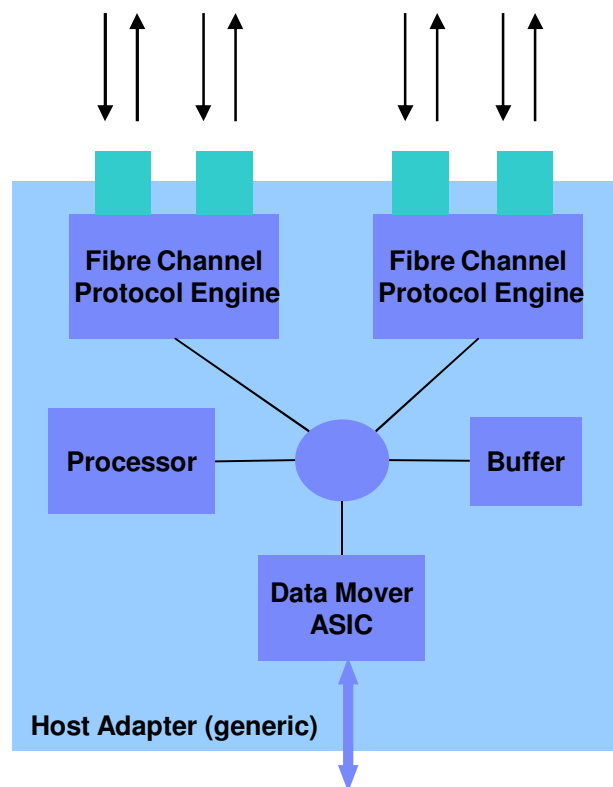 Fibre Channel
Protocol Engine
Fibre Channel
Protocol Engine
Processor
Buffer
Data Mover
ASIC
Host Adapter (generic)